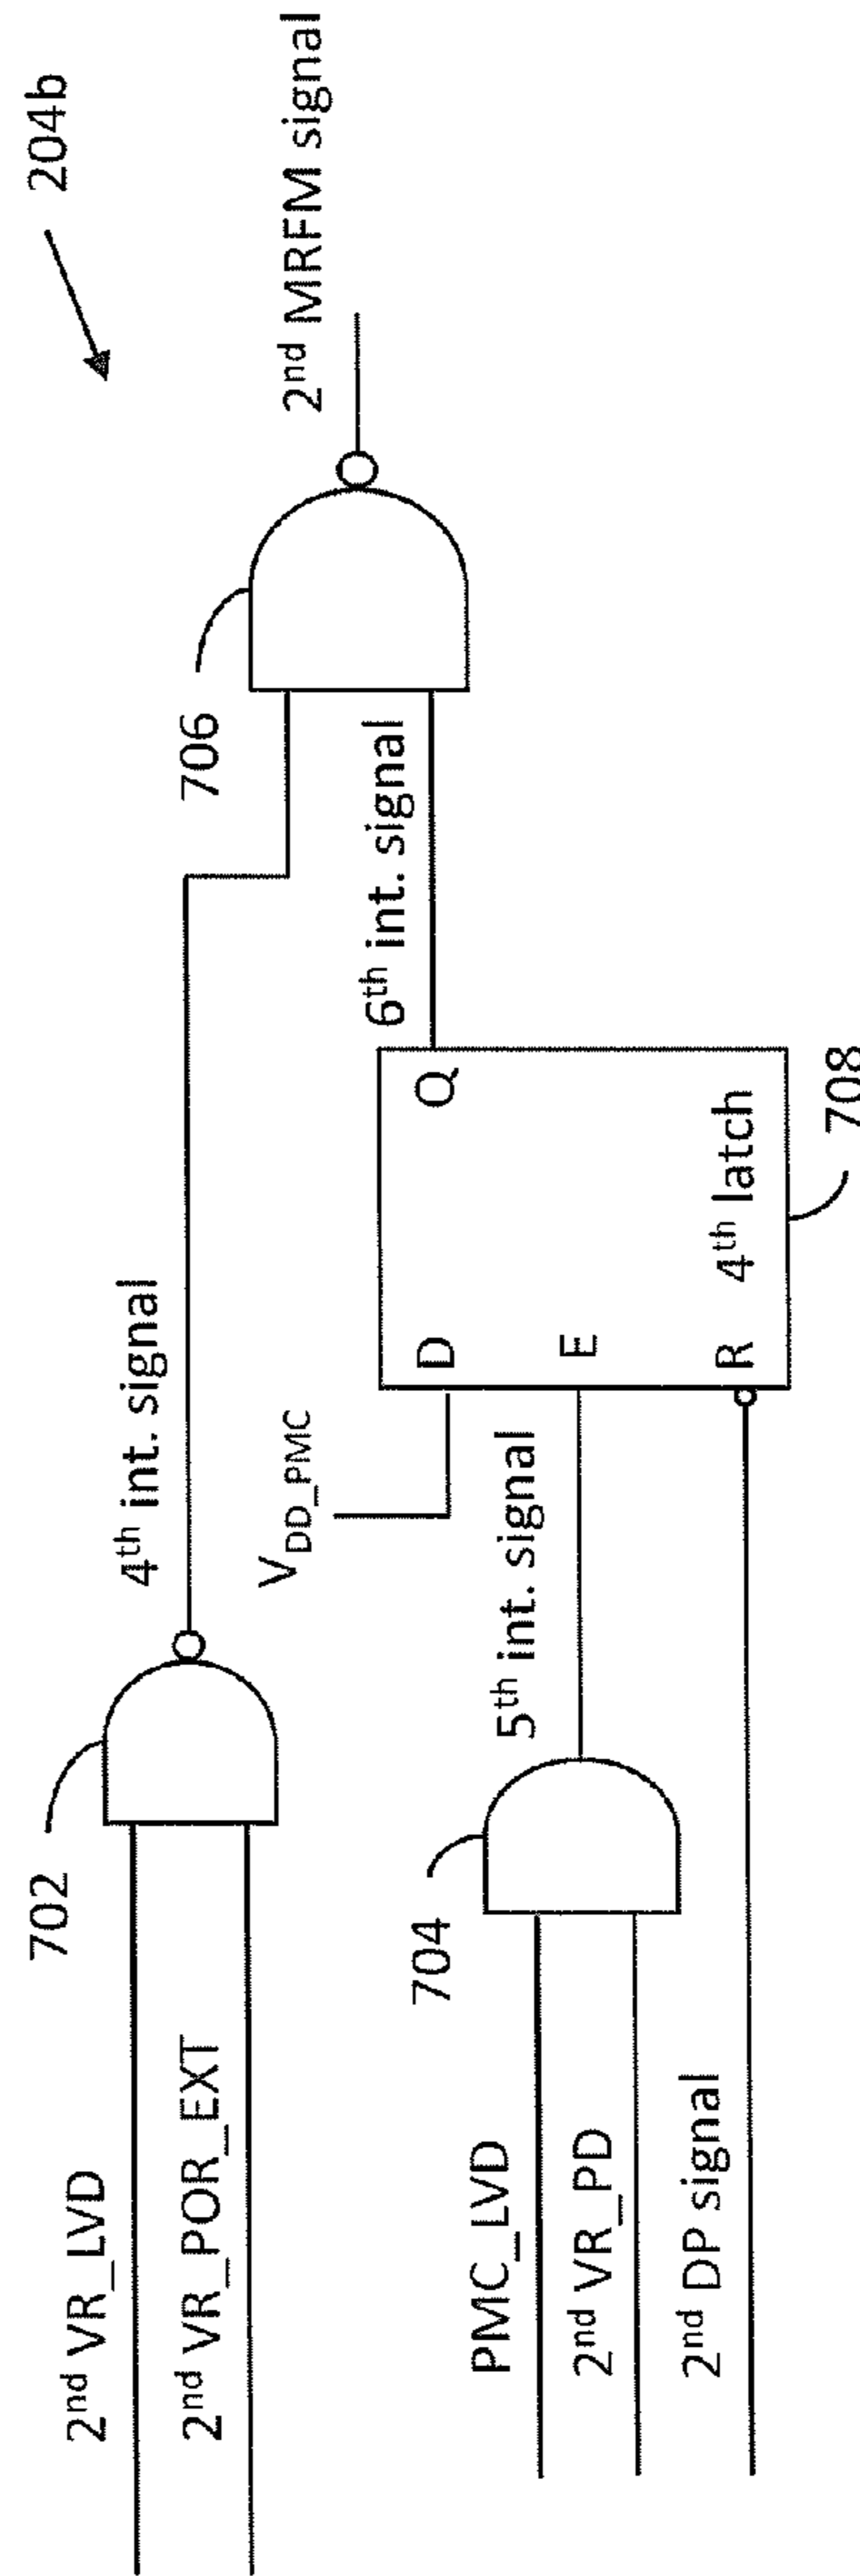 204b
2nd VR_LVD
2nd VR_POR_EXT
702
4th int. signal
PMC_LVD
2nd VR_PD
2nd DP signal
704
5th int. signal
VDD_PMC
D
E
R
Q
4th latch
708
6th int. signal
706
2nd MRFM signal